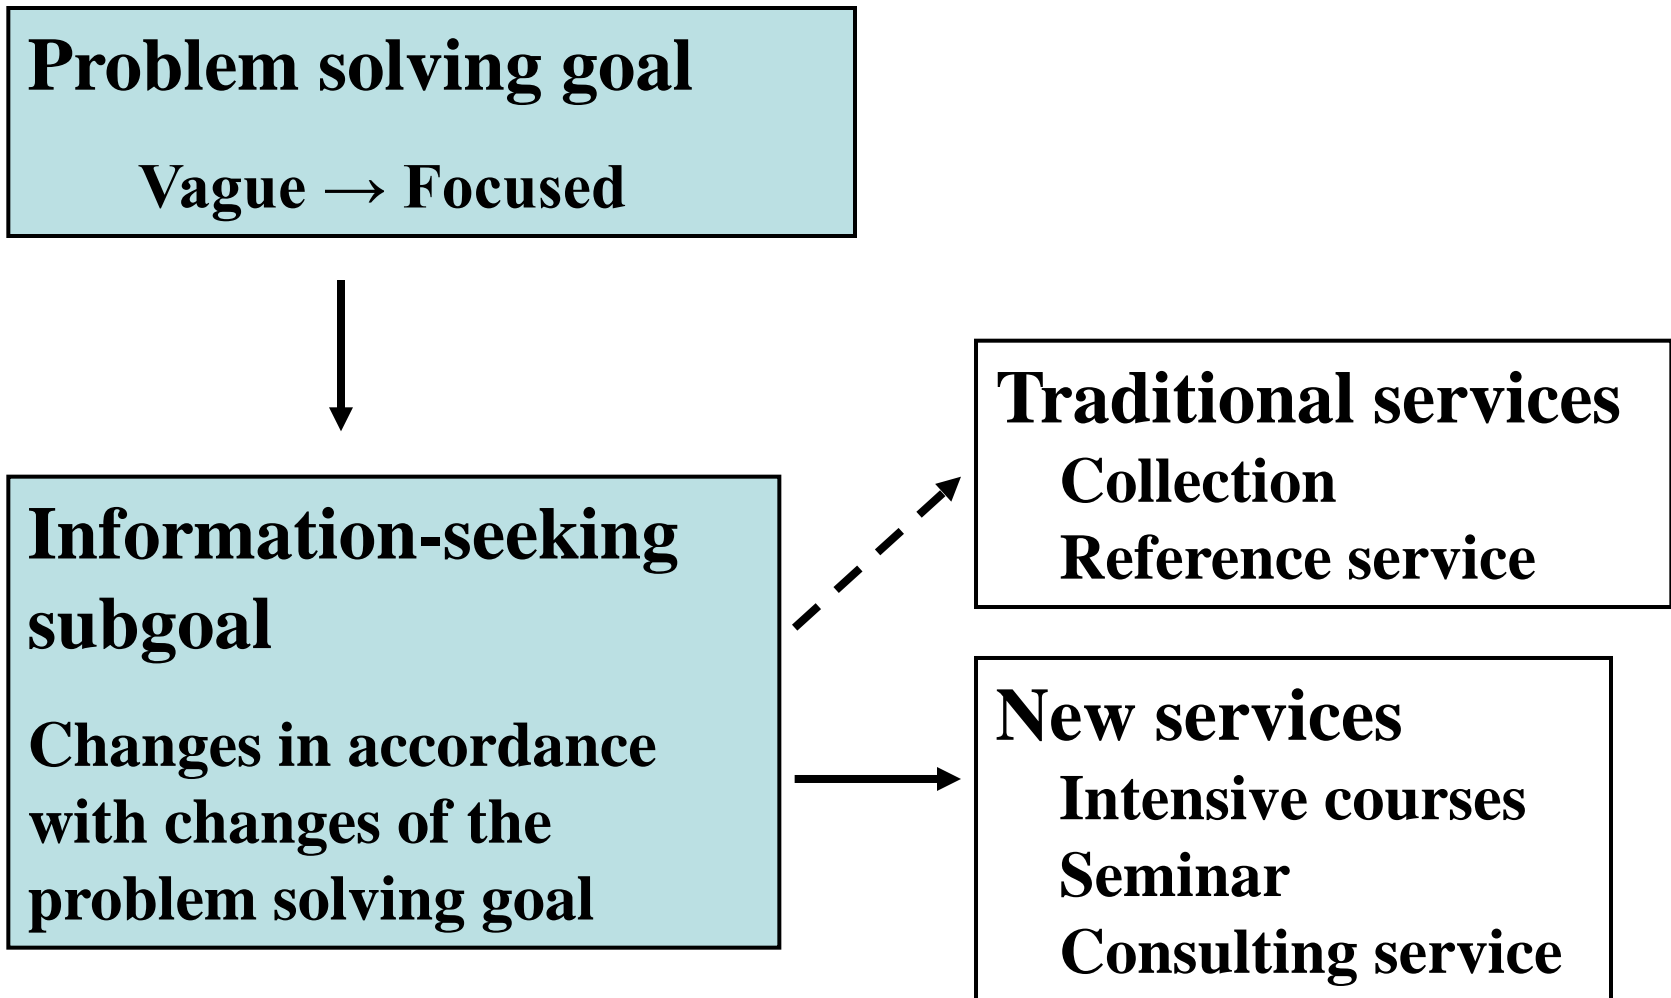 Problem solving goal
Vague → Focused
Information-seeking
subgoal
Changes in accordance
with changes of the
problem solving goal
Traditional services
Collection
Reference service
New services
Intensive courses
Seminar
Consulting service